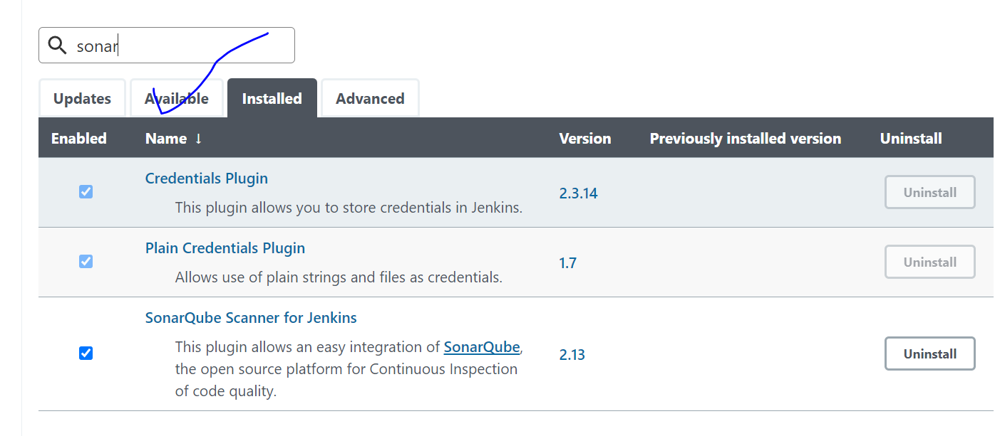 sonar
Updates Available Installed Advanced
Enabled Name ↓ Version Previously installed version Uninstall
Credentials Plugin
This plugin allows you to store credentials in Jenkins.
2.3.14
Uninstall
Plain Credentials Plugin
Allows use of plain strings and files as credentials.
1.7
Uninstall
SonarQube Scanner for Jenkins
This plugin allows an easy integration of SonarQube,
the open source platform for Continuous Inspection
of code quality.
2.13
Uninstall